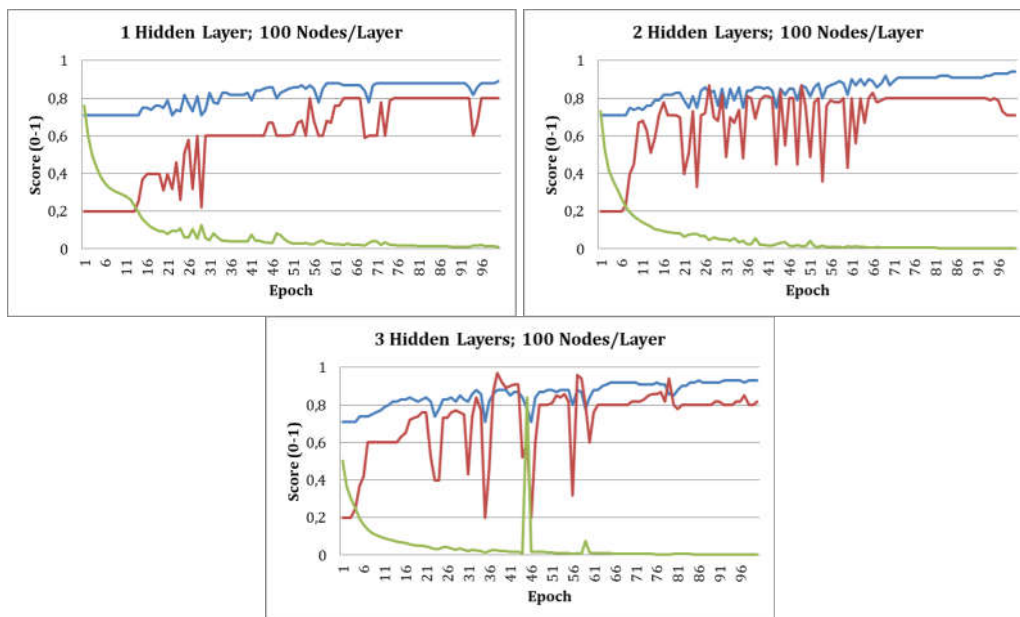 1 Hidden Layer; 100 Nodes/Layer
Score (0-1)
1
0,8
0,6
0,4
0,2
0
1 6 11 16 21 26 31 36 41 46 51 56 61 66 71 76 81 86 91 96
Epoch
2 Hidden Layers; 100 Nodes/Layer
Score (0-1)
1
0,8
0,6
0,4
0,2
0
1 6 11 16 21 26 31 36 41 46 51 56 61 66 71 76 81 86 91 96
Epoch
3 Hidden Layers; 100 Nodes/Layer
Score (0-1)
1
0,8
0,6
0,4
0,2
0
1 6 11 16 21 26 31 36 41 46 51 56 61 66 71 76 81 86 91 96
Epoch